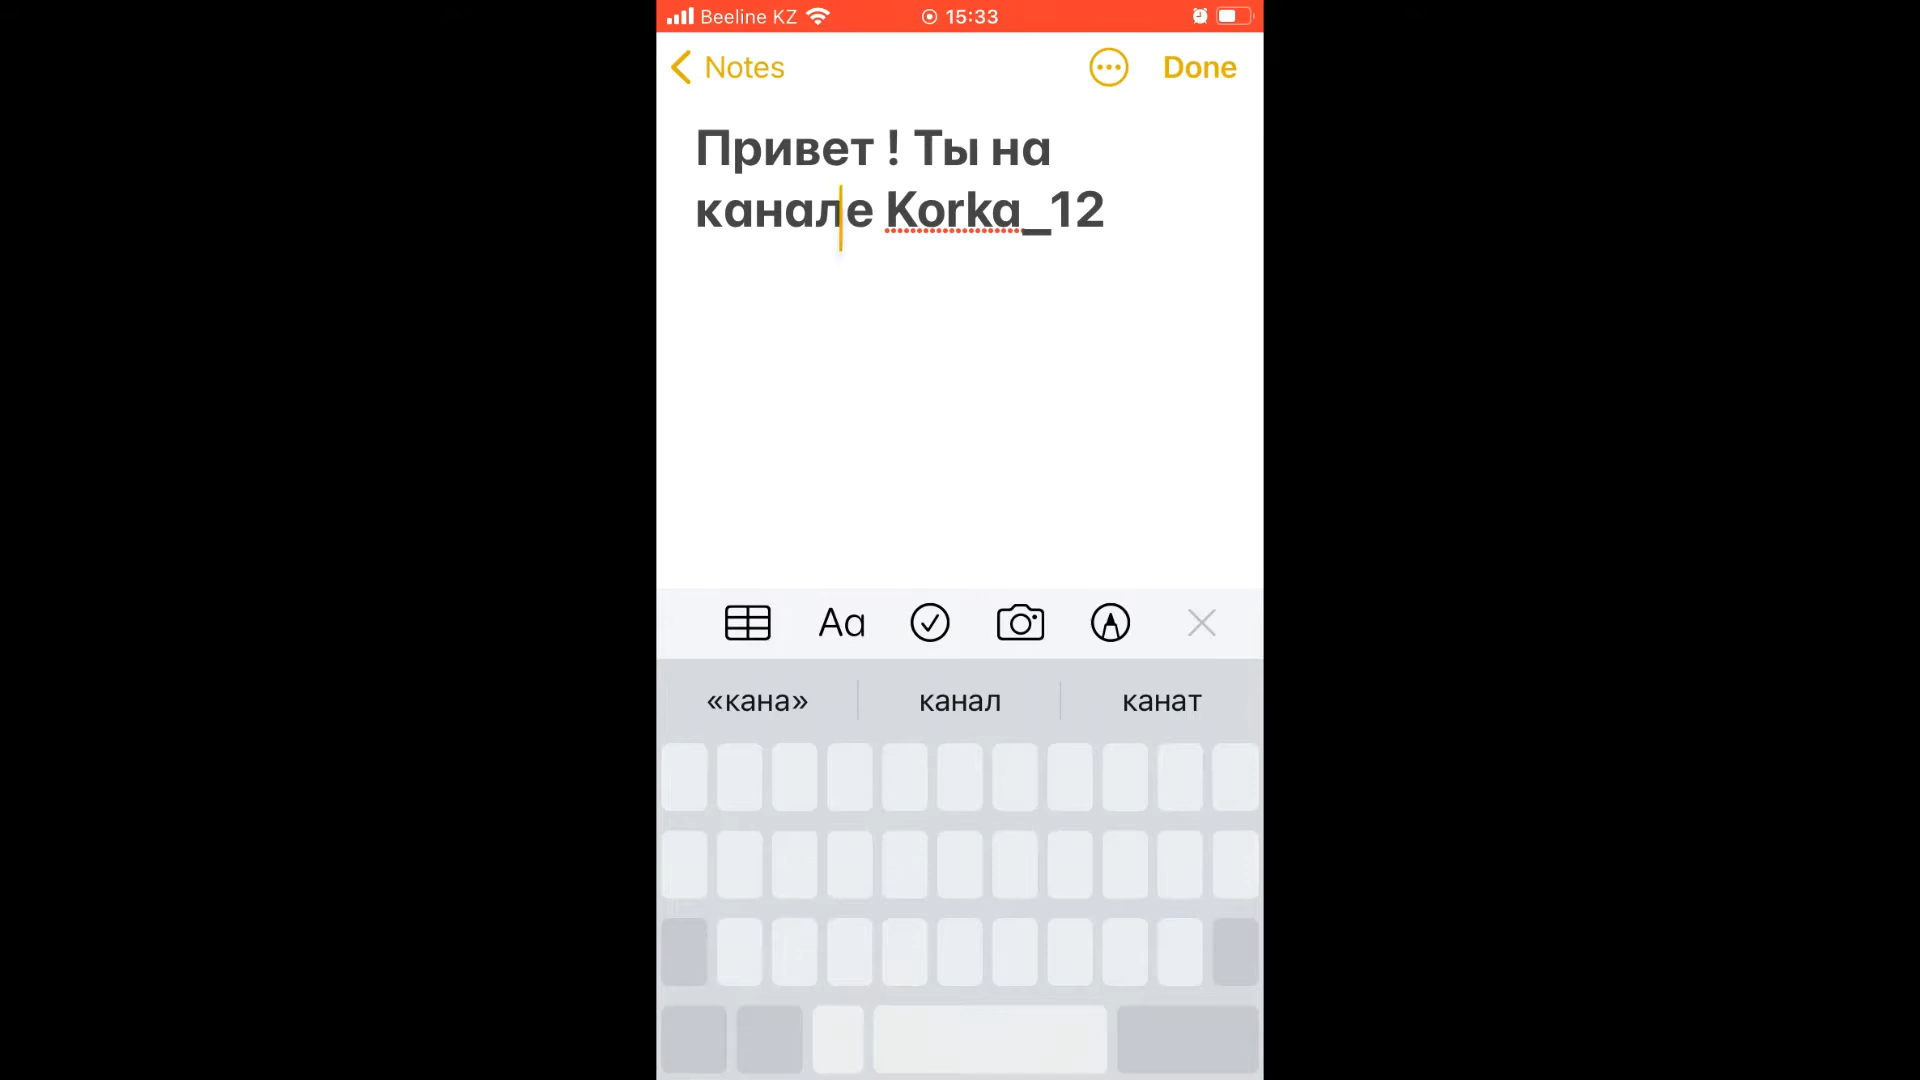 Beeline KZ 15:33
Notes Done
Привет ! Ты на
канале Korka_12
Aa
«кана» канал канат